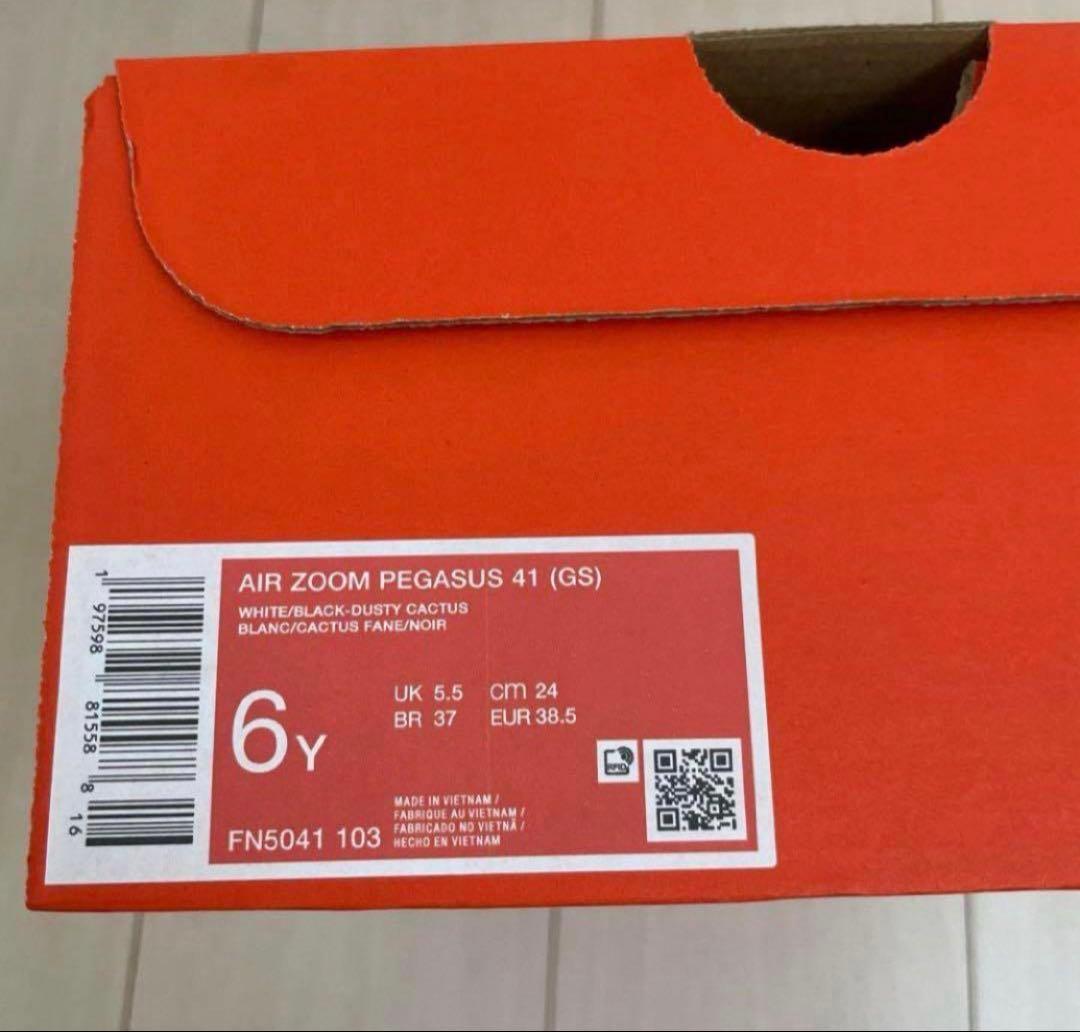 AIR ZOOM PEGASUS 41 (GS)
WHITE/BLACK-DUSTY CACTUS
BLANC/CACTUS FANE/NOIR
6Y
UK 5.5 cm 24
BR 37 EUR 38.5
RFID
MADE IN VIETNAM /
FABRIQUE AU VIETNAM /
FABRICADO NO VIETNÃ /
HECHO EN VIETNAM
FN5041 103
1 97598 81558 8 16